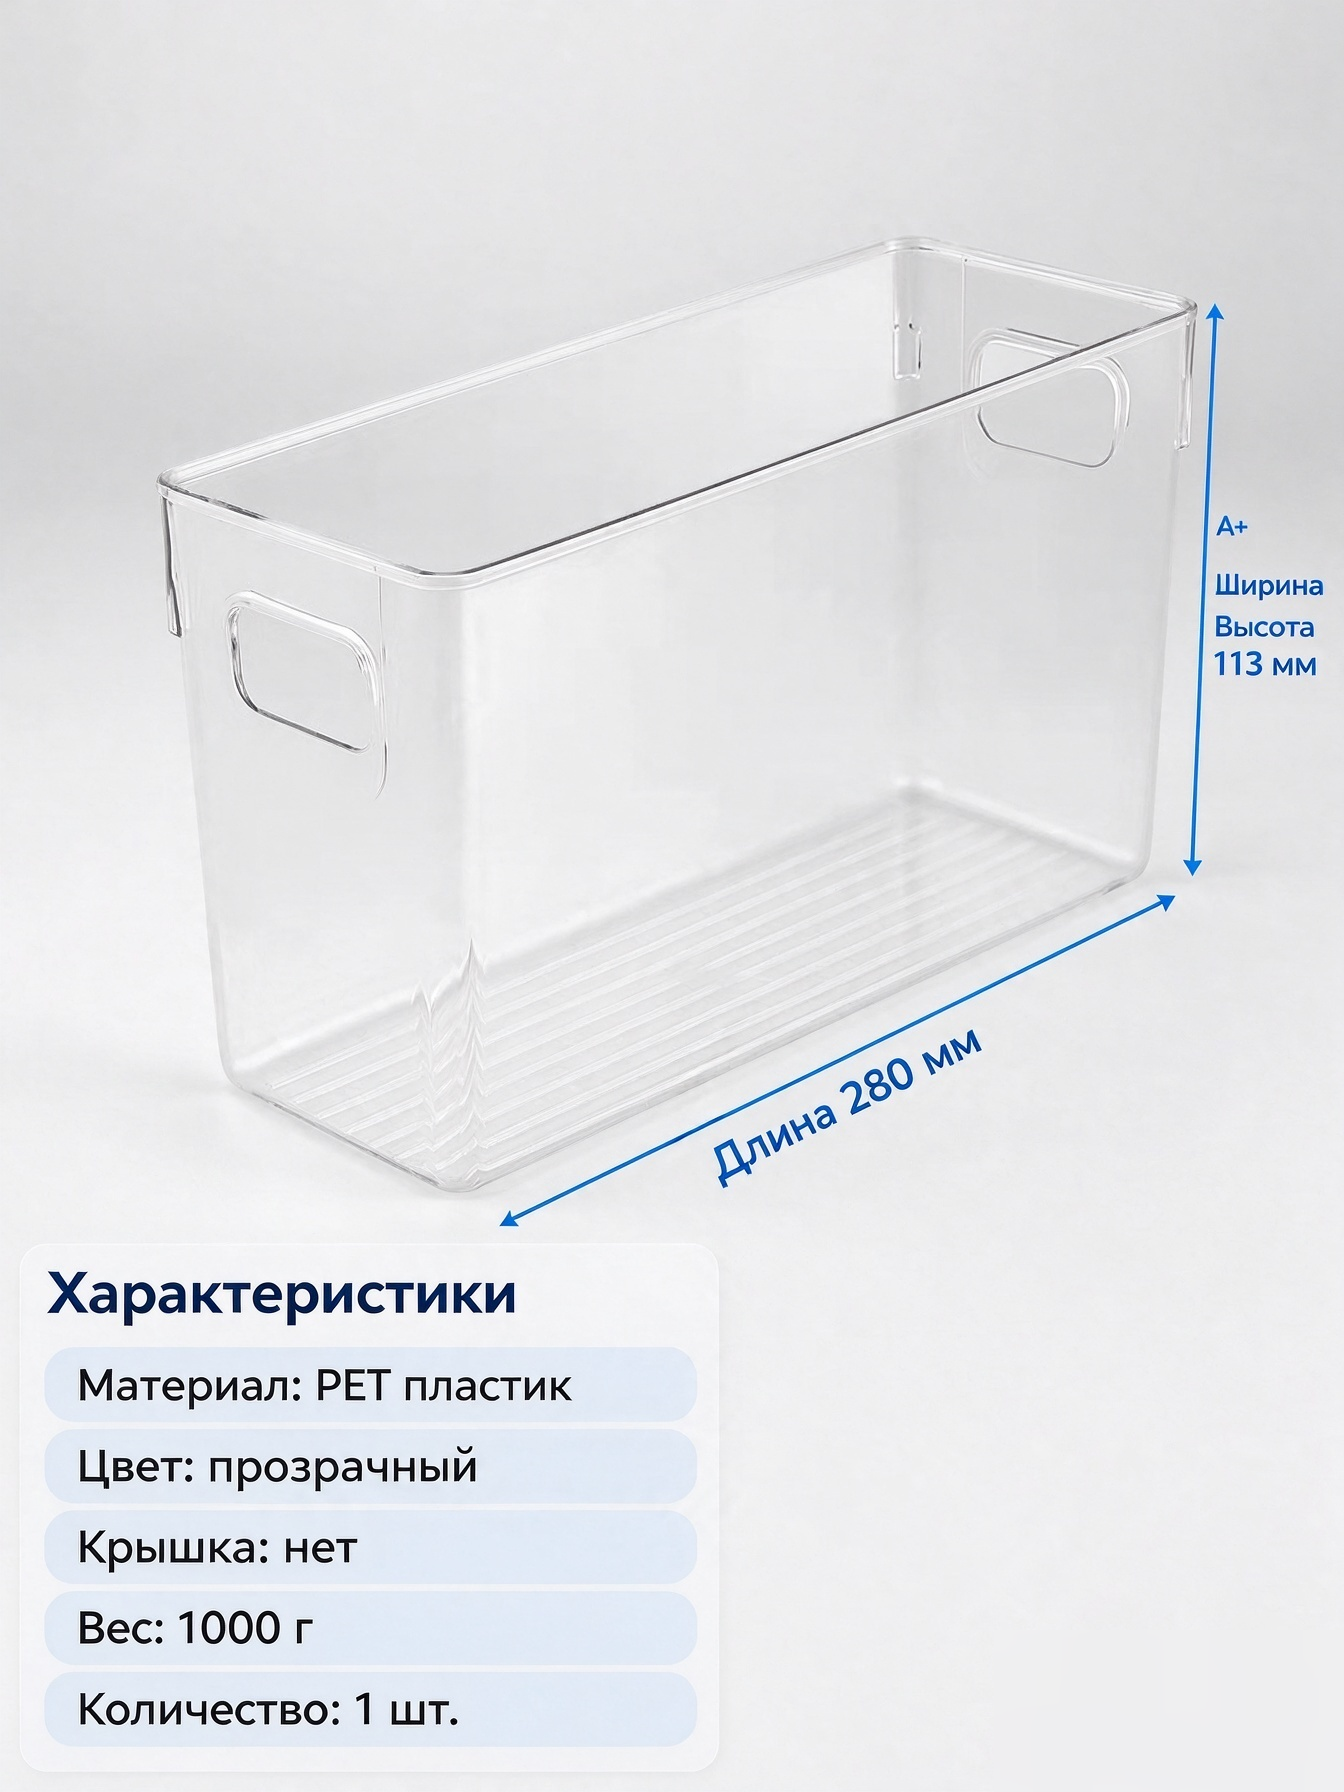 А+
Ширина
Высота
113 мм
Длина 280 мм
Характеристики
Материал: PET пластик
Цвет: прозрачный
Крышка: нет
Вес: 1000 г
Количество: 1 шт.